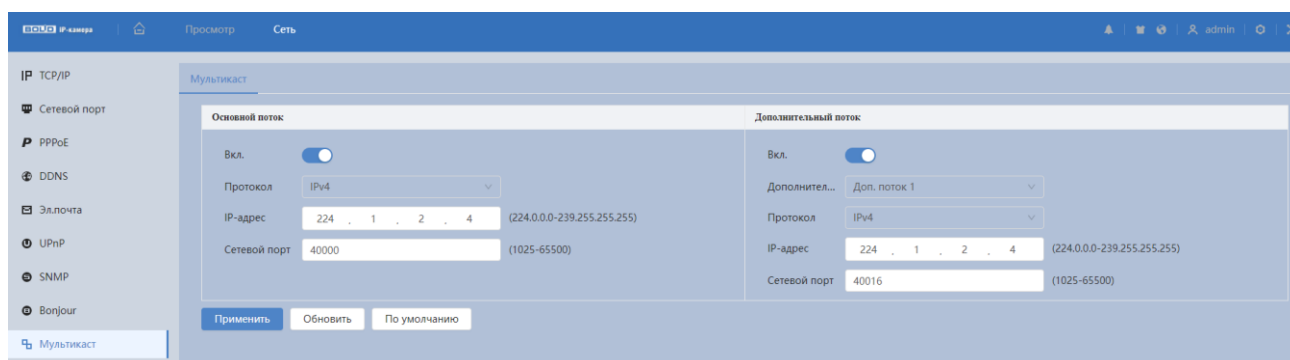 BOLID IP-камера Просмотр Сеть admin
IP TCP/IP
Сетевой порт
P PPPoE
DDNS
Эл.почта
UPnP
SNMP
Bonjour
Мультикаст
Мультикаст
Основной поток
Вкл.
Протокол IPv4
IP-адрес 224 . 1 . 2 . 4 (224.0.0.0-239.255.255.255)
Сетевой порт 40000 (1025-65500)
Дополнительный поток
Вкл.
Дополнител... Доп. поток 1
Протокол IPv4
IP-адрес 224 . 1 . 2 . 4 (224.0.0.0-239.255.255.255)
Сетевой порт 40016 (1025-65500)
Применить Обновить По умолчанию